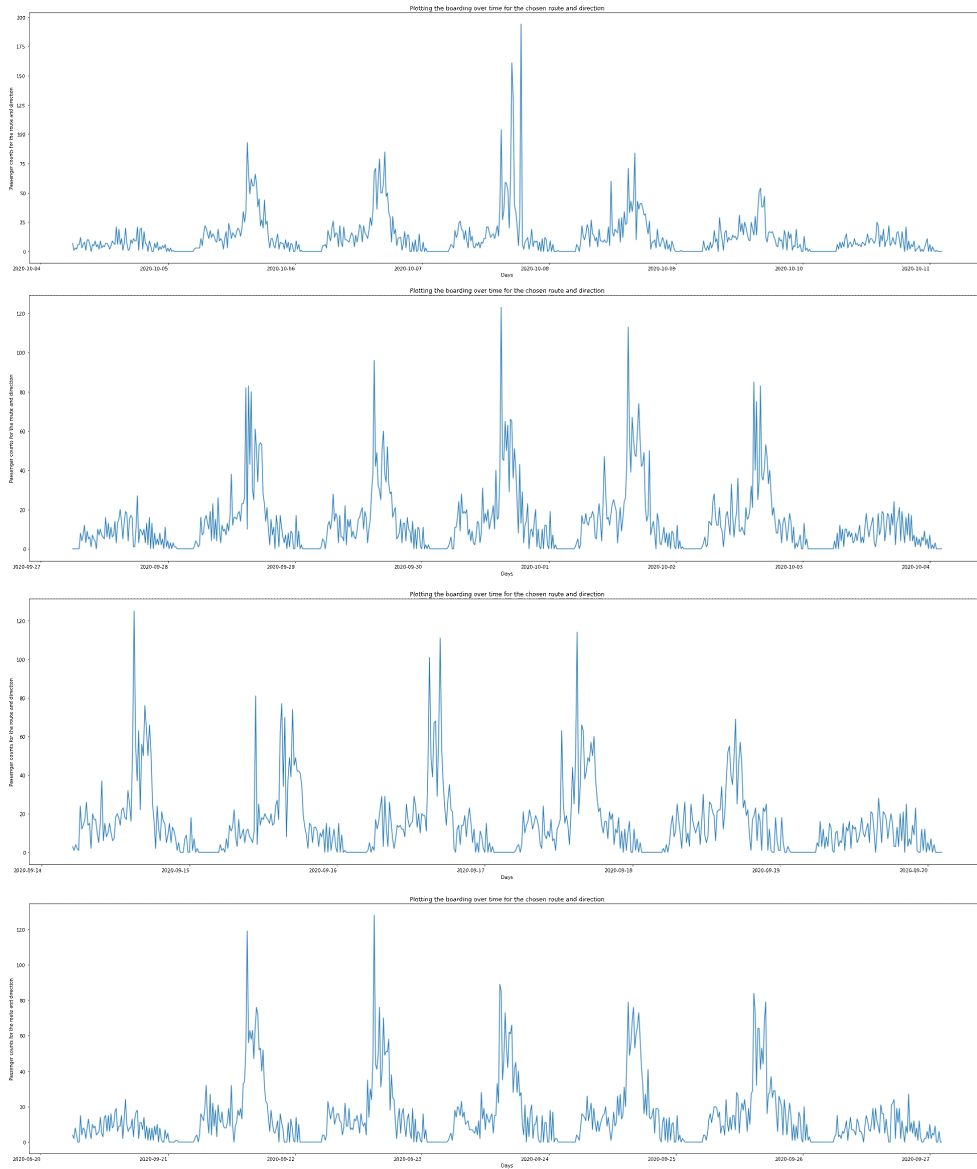 Plotting the boarding over time for the chosen route and direction
Passenger counts for the route and direction
200
175
150
125
100
75
50
25
0
2020-10-04 2020-10-05 2020-10-06 2020-10-07 2020-10-08 2020-10-09 2020-10-10 2020-10-11
Days
Plotting the boarding over time for the chosen route and direction
Passenger counts for the route and direction
120
100
80
60
40
20
0
2020-09-27 2020-09-28 2020-09-29 2020-09-30 2020-10-01 2020-10-02 2020-10-03 2020-10-04
Days
Plotting the boarding over time for the chosen route and direction
Passenger counts for the route and direction
120
100
80
60
40
20
0
2020-09-14 2020-09-15 2020-09-16 2020-09-17 2020-09-18 2020-09-19 2020-09-20
Days
Plotting the boarding over time for the chosen route and direction
Passenger counts for the route and direction
120
100
80
60
40
20
0
2020-09-20 2020-09-21 2020-09-22 2020-09-23 2020-09-24 2020-09-25 2020-09-26 2020-09-27
Days